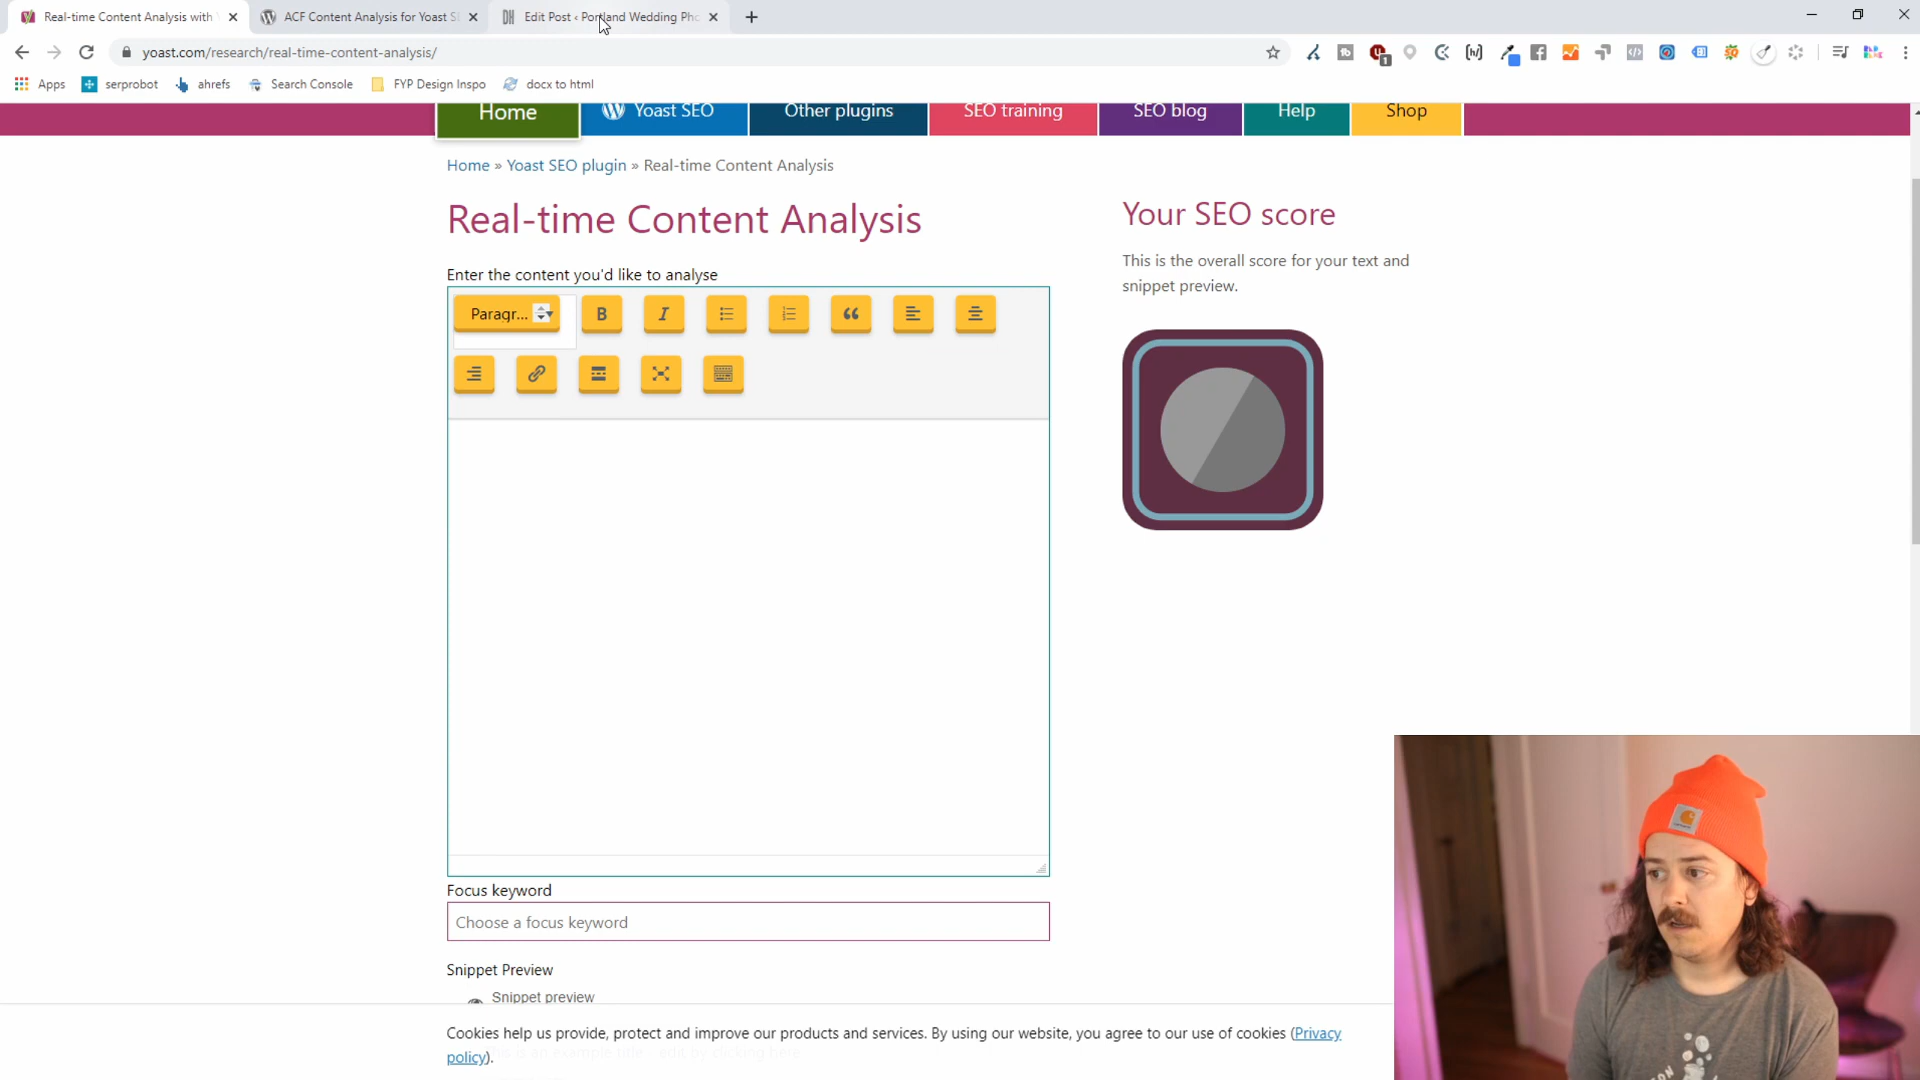 Real-time Content Analysis with
ACF Content Analysis for Yoast S
Edit Post ‹ Portland Wedding Pho
yoast.com/research/real-time-content-analysis/
Apps
serprobot
ahrefs
Search Console
FYP Design Inspo
docx to html
Home
Yoast SEO
Other plugins
SEO training
SEO blog
Help
Shop
Home » Yoast SEO plugin » Real-time Content Analysis
Real-time Content Analysis
Your SEO score
This is the overall score for your text and
snippet preview.
Enter the content you'd like to analyse
Paragr...
Focus keyword
Choose a focus keyword
Snippet Preview
Snippet preview
Cookies help us provide, protect and improve our products and services. By using our website, you agree to our use of cookies (Privacy
policy).